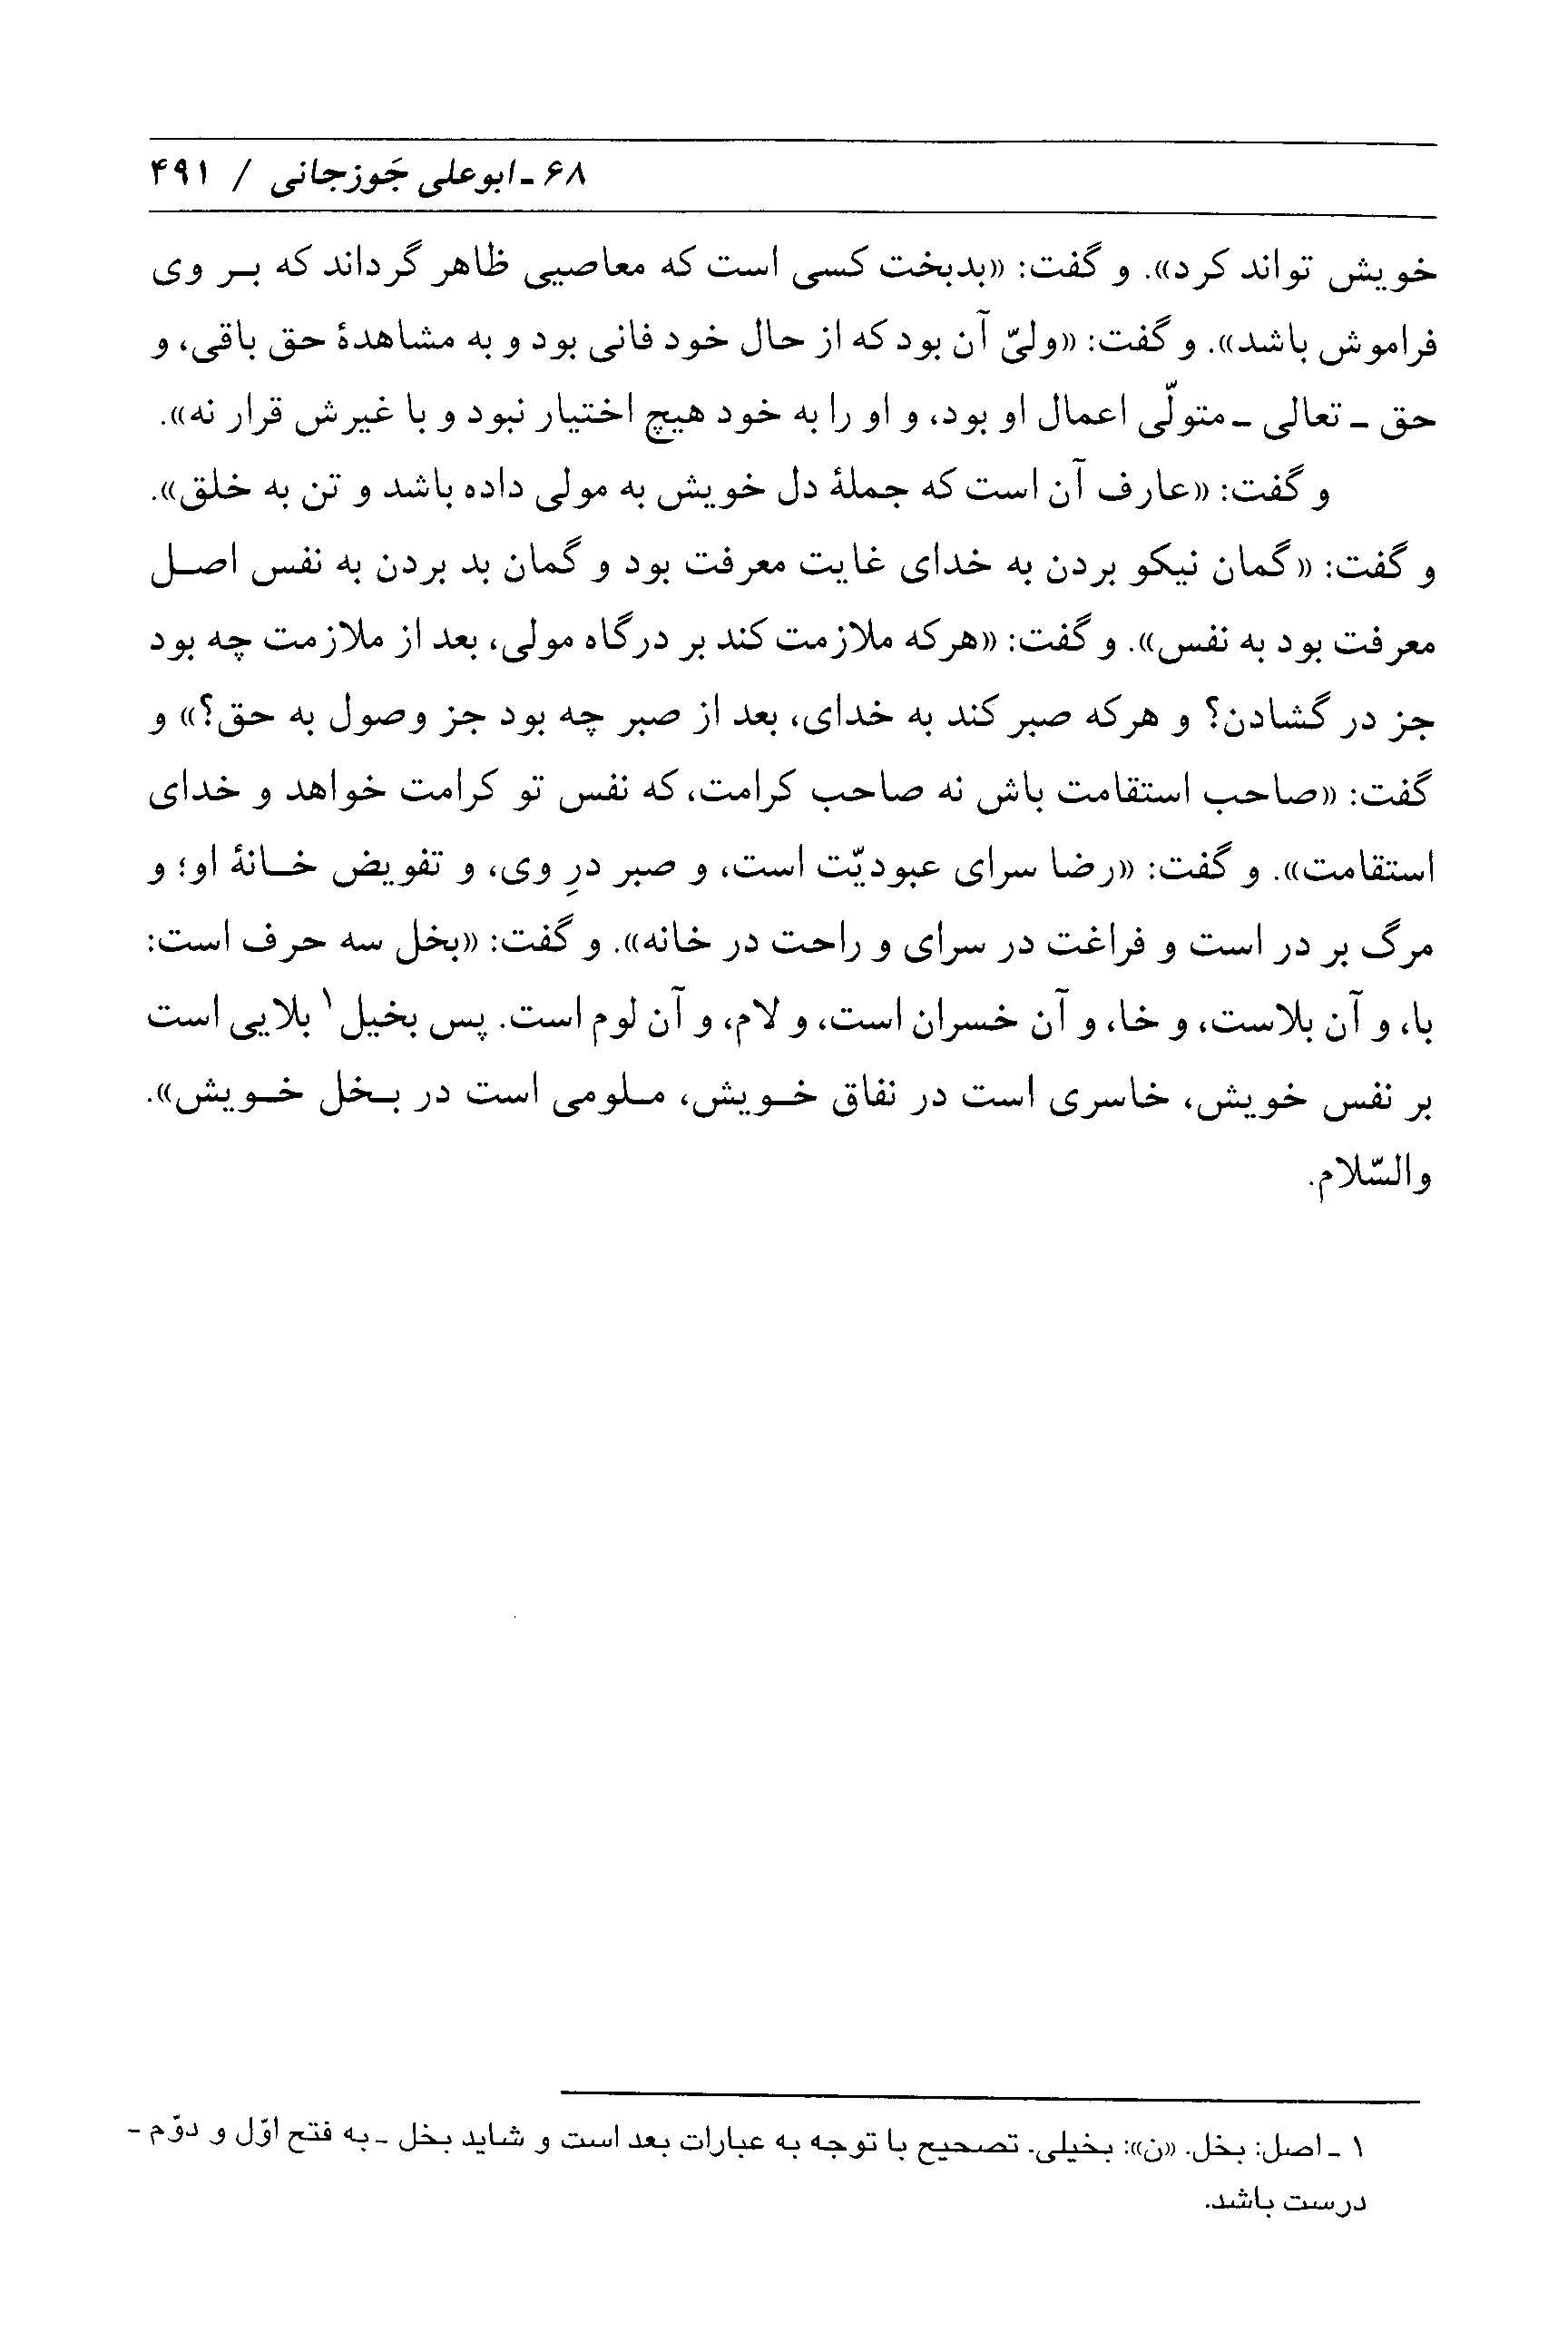 ۶۸ ـ ابوعلی جَوزجانی / ۴۹۱
خویش تواند کرد». و گفت: «بدبخت کسی است که معاصیی ظاهر گرداند که بر وی
فراموش باشد». و گفت: «ولیّ آن بود که از حال خود فانی بود و به مشاهدهٔ حق باقی، و
حق ـ تعالی ـ متولّی اعمال او بود، و او را به خود هیچ اختیار نبود و با غیرش قرار نه».
و گفت: «عارف آن است که جملهٔ دل خویش به مولی داده باشد و تن به خلق».
و گفت: «گمان نیکو بردن به خدای غایت معرفت بود و گمان بد بردن به نفس اصل
معرفت بود به نفس». و گفت: «هرکه ملازمت کند بر درگاه مولی، بعد از ملازمت چه بود
جز در گشادن؟ و هرکه صبر کند به خدای، بعد از صبر چه بود جز وصول به حق؟» و
گفت: «صاحب استقامت باش نه صاحب کرامت، که نفس تو کرامت خواهد و خدای
استقامت». و گفت: «رضا سرای عبودیّت است، و صبر درِ وی، و تفویض خانهٔ او؛ و
مرگ بر در است و فراغت در سرای و راحت در خانه». و گفت: «بخل سه حرف است:
با، و آن بلاست، و خا، و آن خسران است، و لام، و آن لوم است. پس بخیل۱ بلایی است
بر نفس خویش، خاسری است در نفاق خویش، ملومی است در بخل خویش».
والسّلام.
۱ ـ اصل: بخل. «ن»: بخیلی. تصحیح با توجه به عبارات بعد است و شاید بخل ـ به فتح اوّل و دوّم ـ
درست باشد.